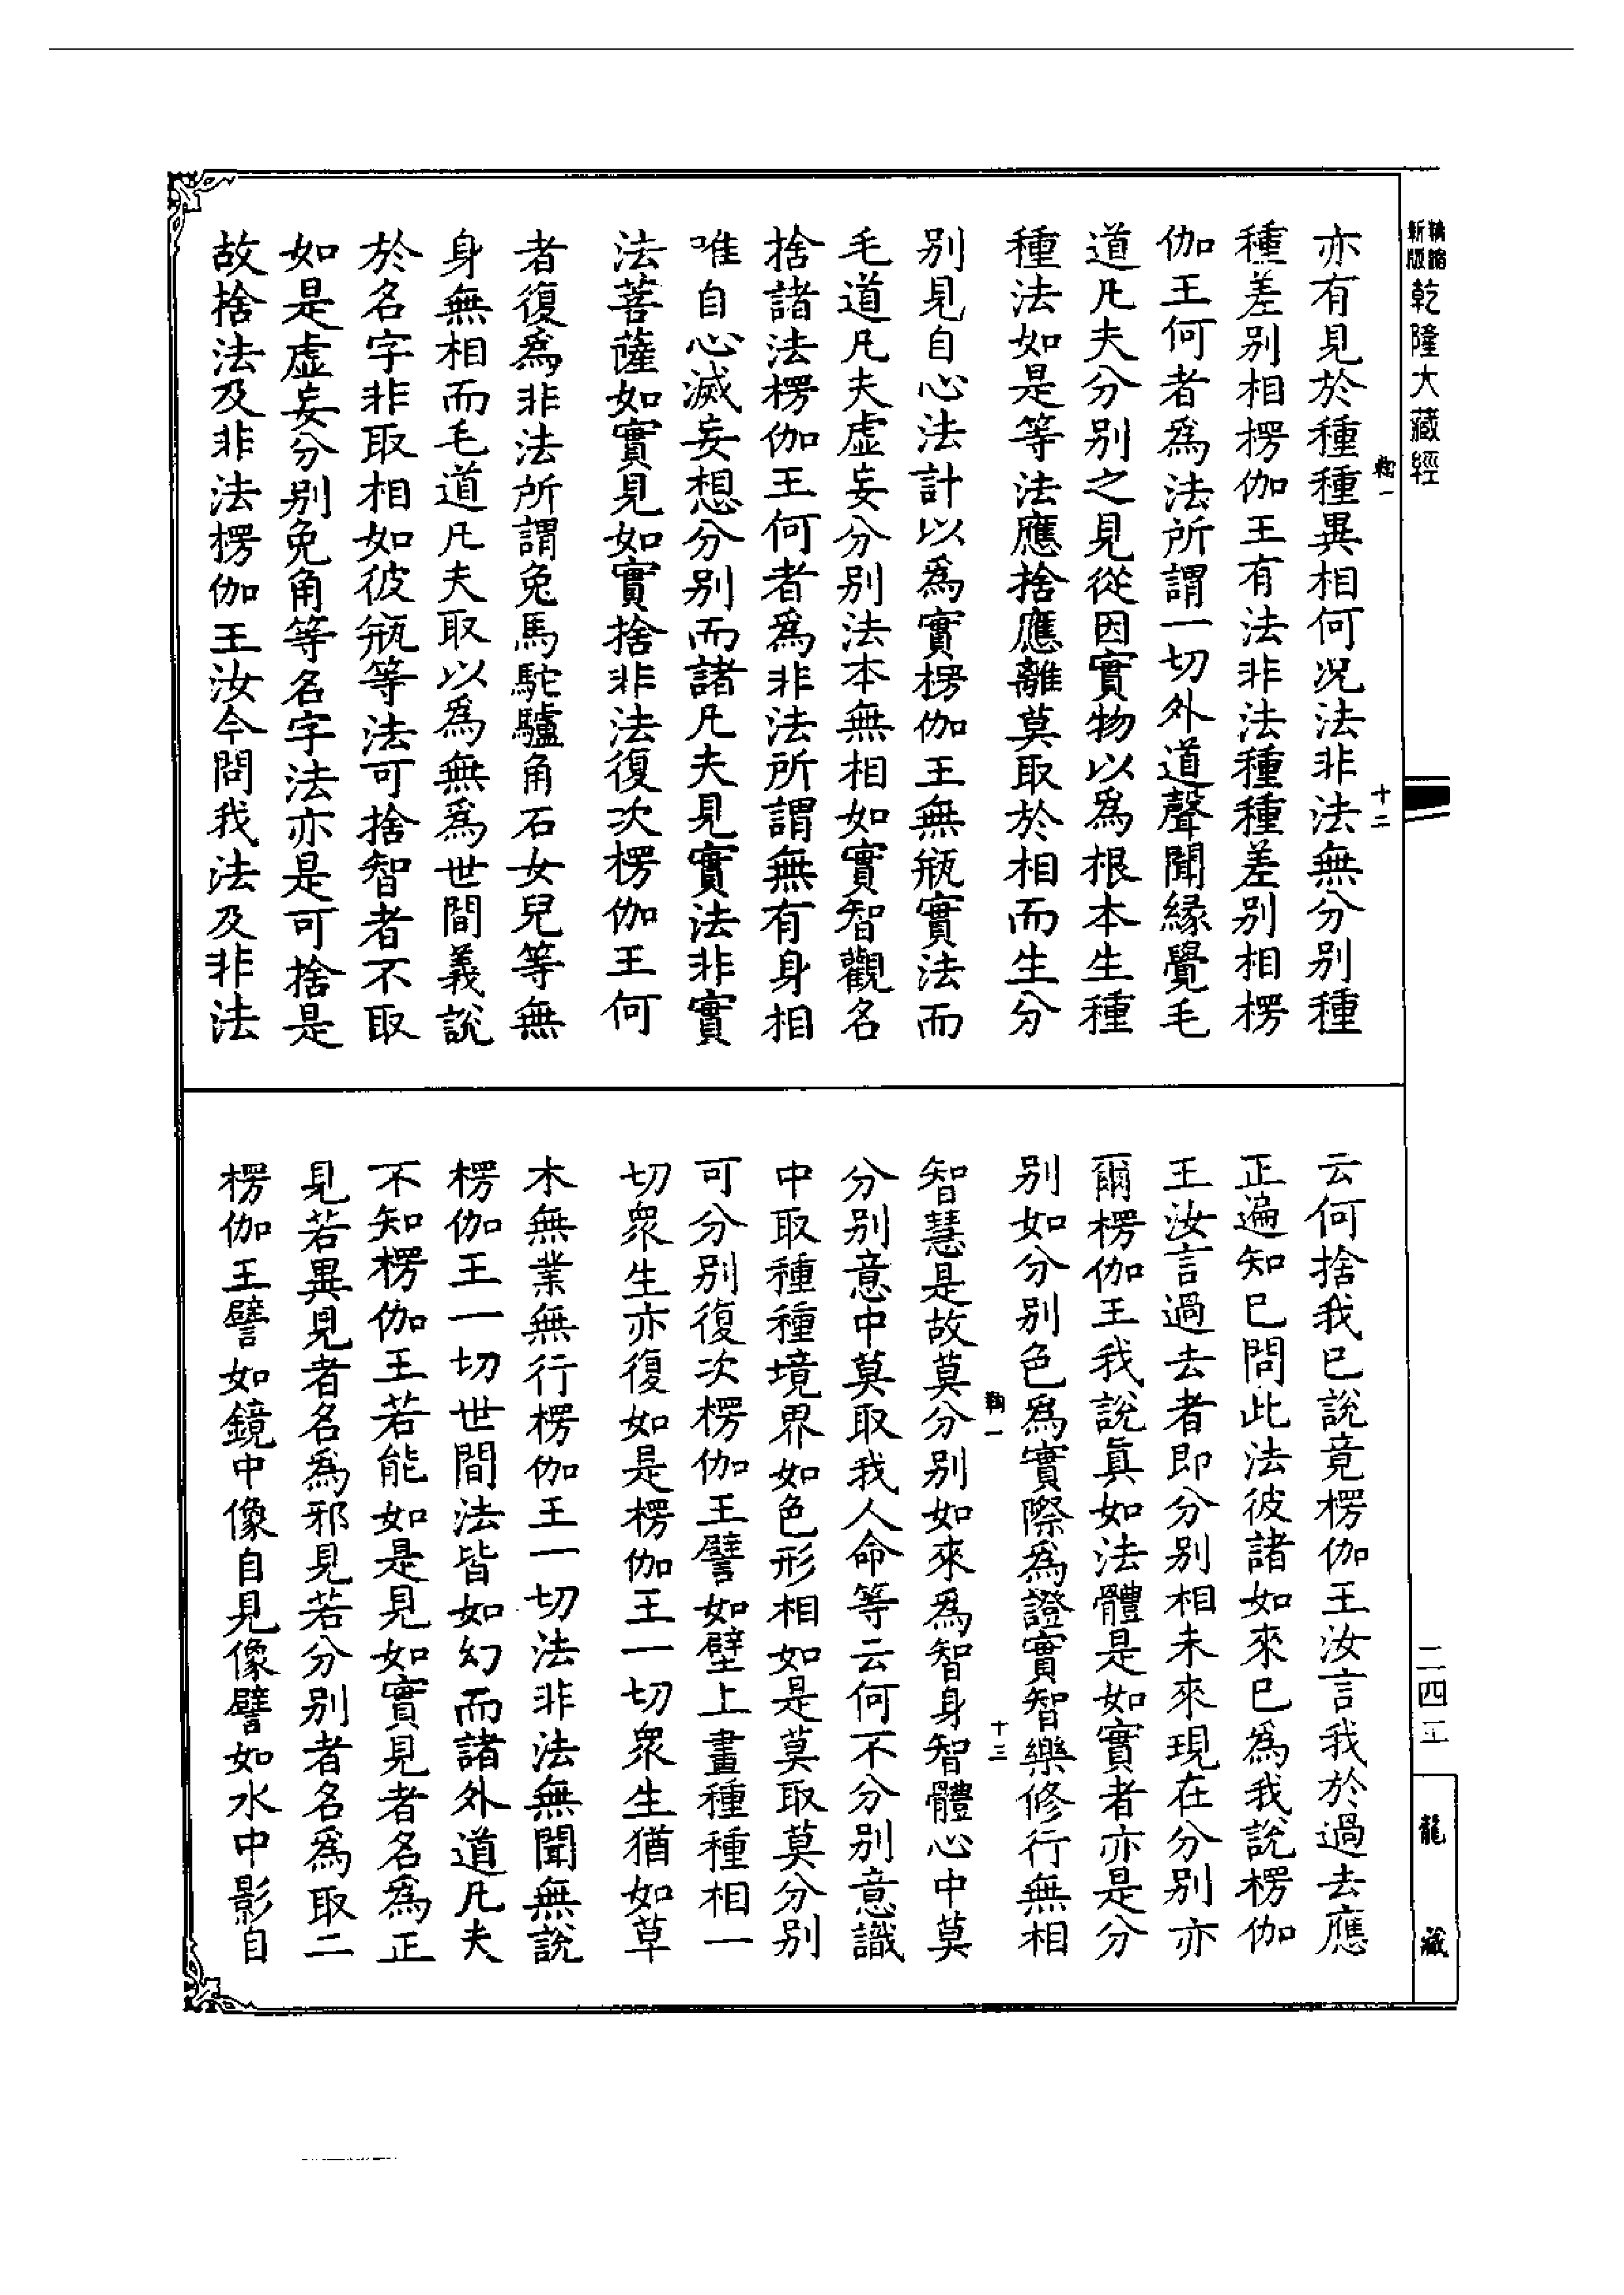 新版
精縮
乾隆大藏經
鞠一
十二
亦有見於種種異相何况法非法無分別種
種差別相楞伽王有法非法種種差別相楞
伽王何者爲法所謂一切外道聲聞緣覺毛
道凡夫分別之見從因實物以爲根本生種
種法如是等法應捨應離莫取於相而生分
別見自心法計以爲實楞伽王無瓶實法而
毛道凡夫虛妄分別法本無相如實智觀名
捨諸法楞伽王何者爲非法所謂無有身相
唯自心滅妄想分別而諸凡夫見實法非實
法菩薩如實見如實捨非法復次楞伽王何
者復爲非法所謂兔馬駝驢角石女兒等無
身無相而毛道凡夫取以爲無爲世間義說
於名字非取相如彼瓶等法可捨智者不取
如是虛妄分別兔角等名字法亦是可捨是
故捨法及非法楞伽王汝今問我法及非法
云何捨我已說竟楞伽王汝言我於過去應
正遍知已問此法彼諸如來已爲我說楞伽
王汝言過去者即分別相未來現在分別亦
爾楞伽王我說眞如法體是如實者亦是分
別如分別色爲實際爲證實智樂修行無相
鞠一
十三
智慧是故莫分別如來爲智身智體心中莫
分別意中莫取我人命等云何不分別意識
中取種種境界如色形相如是莫取莫分別
可分別復次楞伽王譬如壁上畫種種相一
切眾生亦復如是楞伽王一切眾生猶如草
木無業無行楞伽王一切法非法無聞無說
楞伽王一切世間法皆如幻而諸外道凡夫
不知楞伽王若能如是見如實見者名爲正
見若異見者名爲邪見若分別者名爲取二
楞伽王譬如鏡中像自見像譬如水中影自
二四五
龍藏